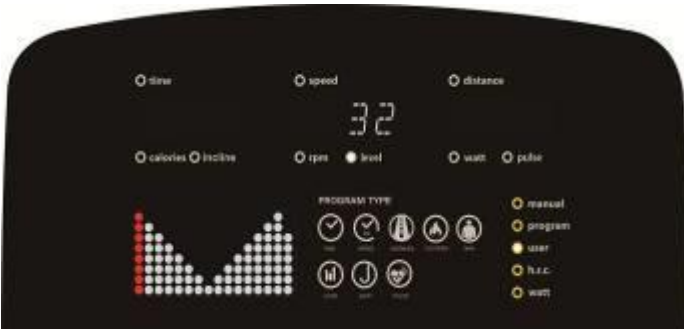 time speed distance
32
calories incline rpm level watt pulse
PROGRAM TYPE
manual
program
user
h.r.c.
watt